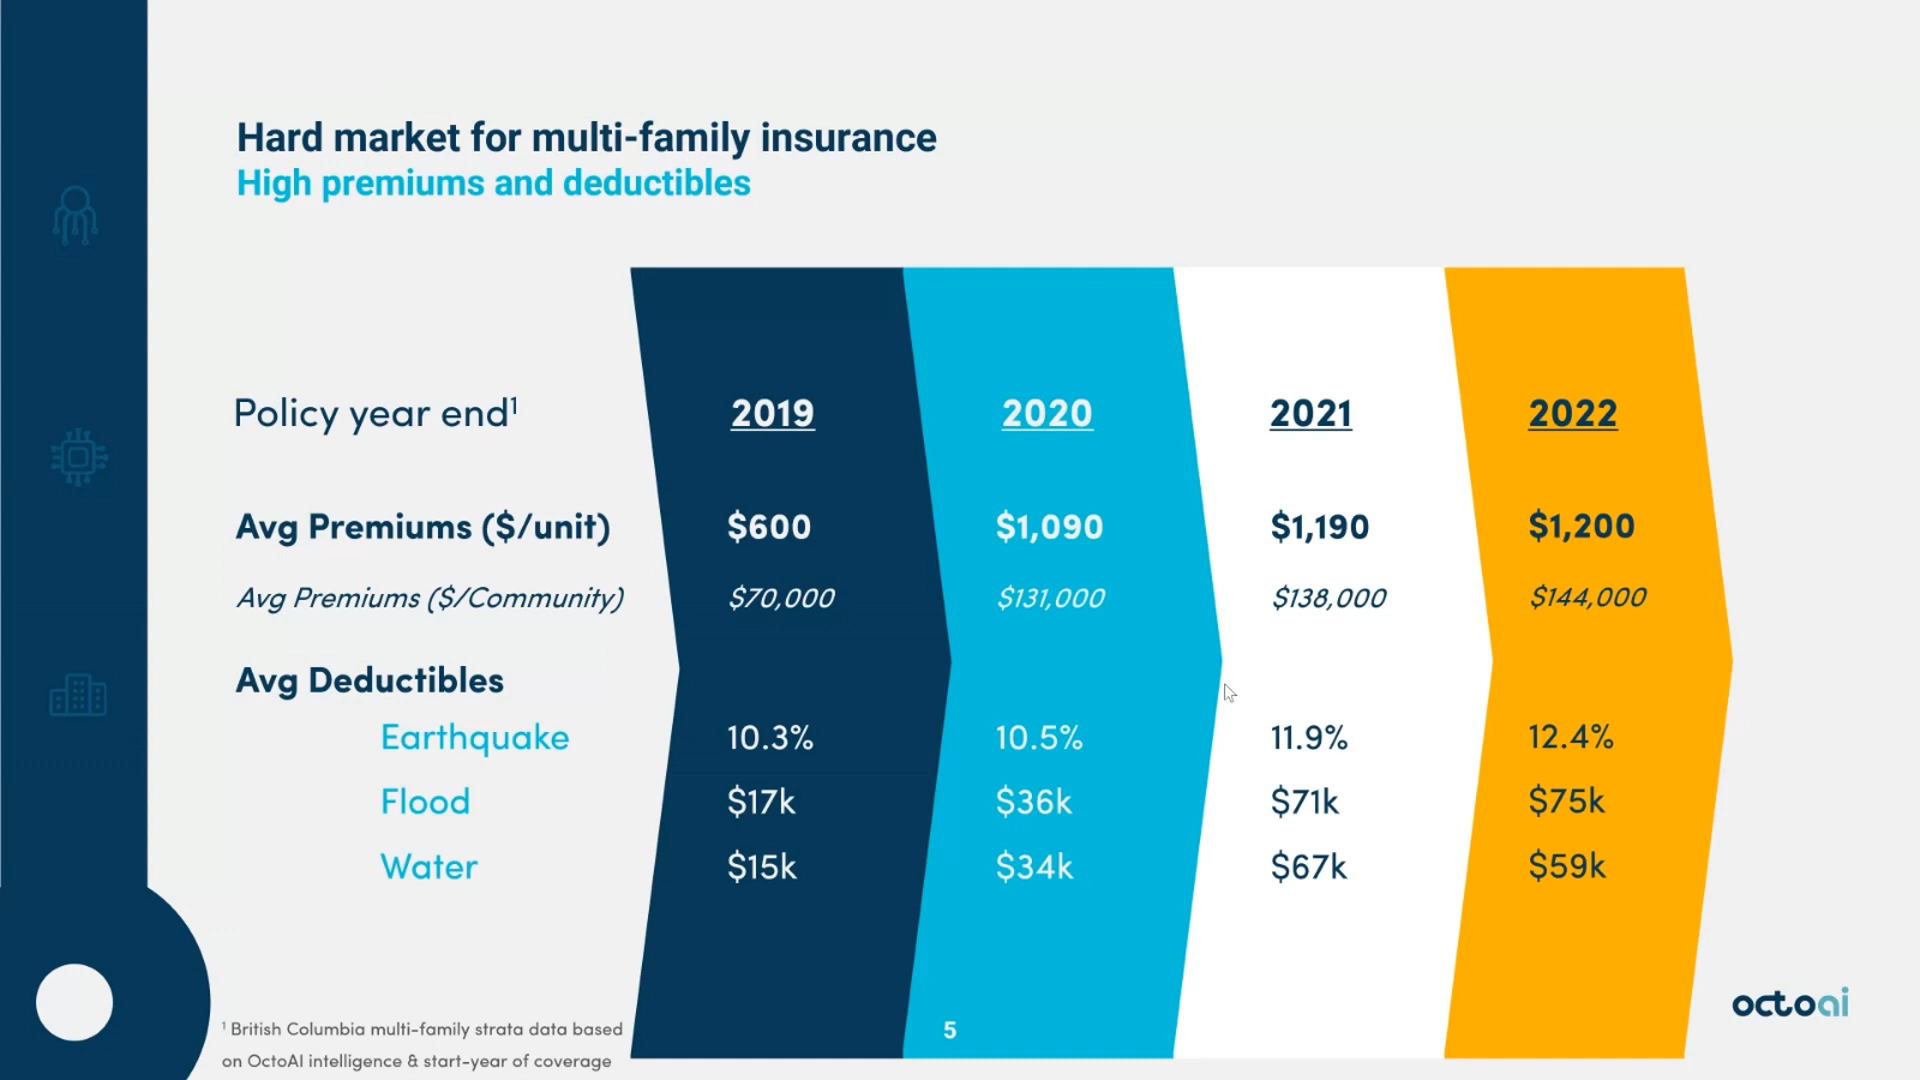 Hard market for multi-family insurance
High premiums and deductibles
Policy year end¹ 2019 2020 2021 2022
Avg Premiums ($/unit) $600 $1,090 $1,190 $1,200
Avg Premiums ($/Community) $70,000 $131,000 $138,000 $144,000
Avg Deductibles
Earthquake 10.3% 10.5% 11.9% 12.4%
Flood $17k $36k $71k $75k
Water $15k $34k $67k $59k
¹ British Columbia multi-family strata data based
on OctoAI intelligence & start-year of coverage
5
octoai